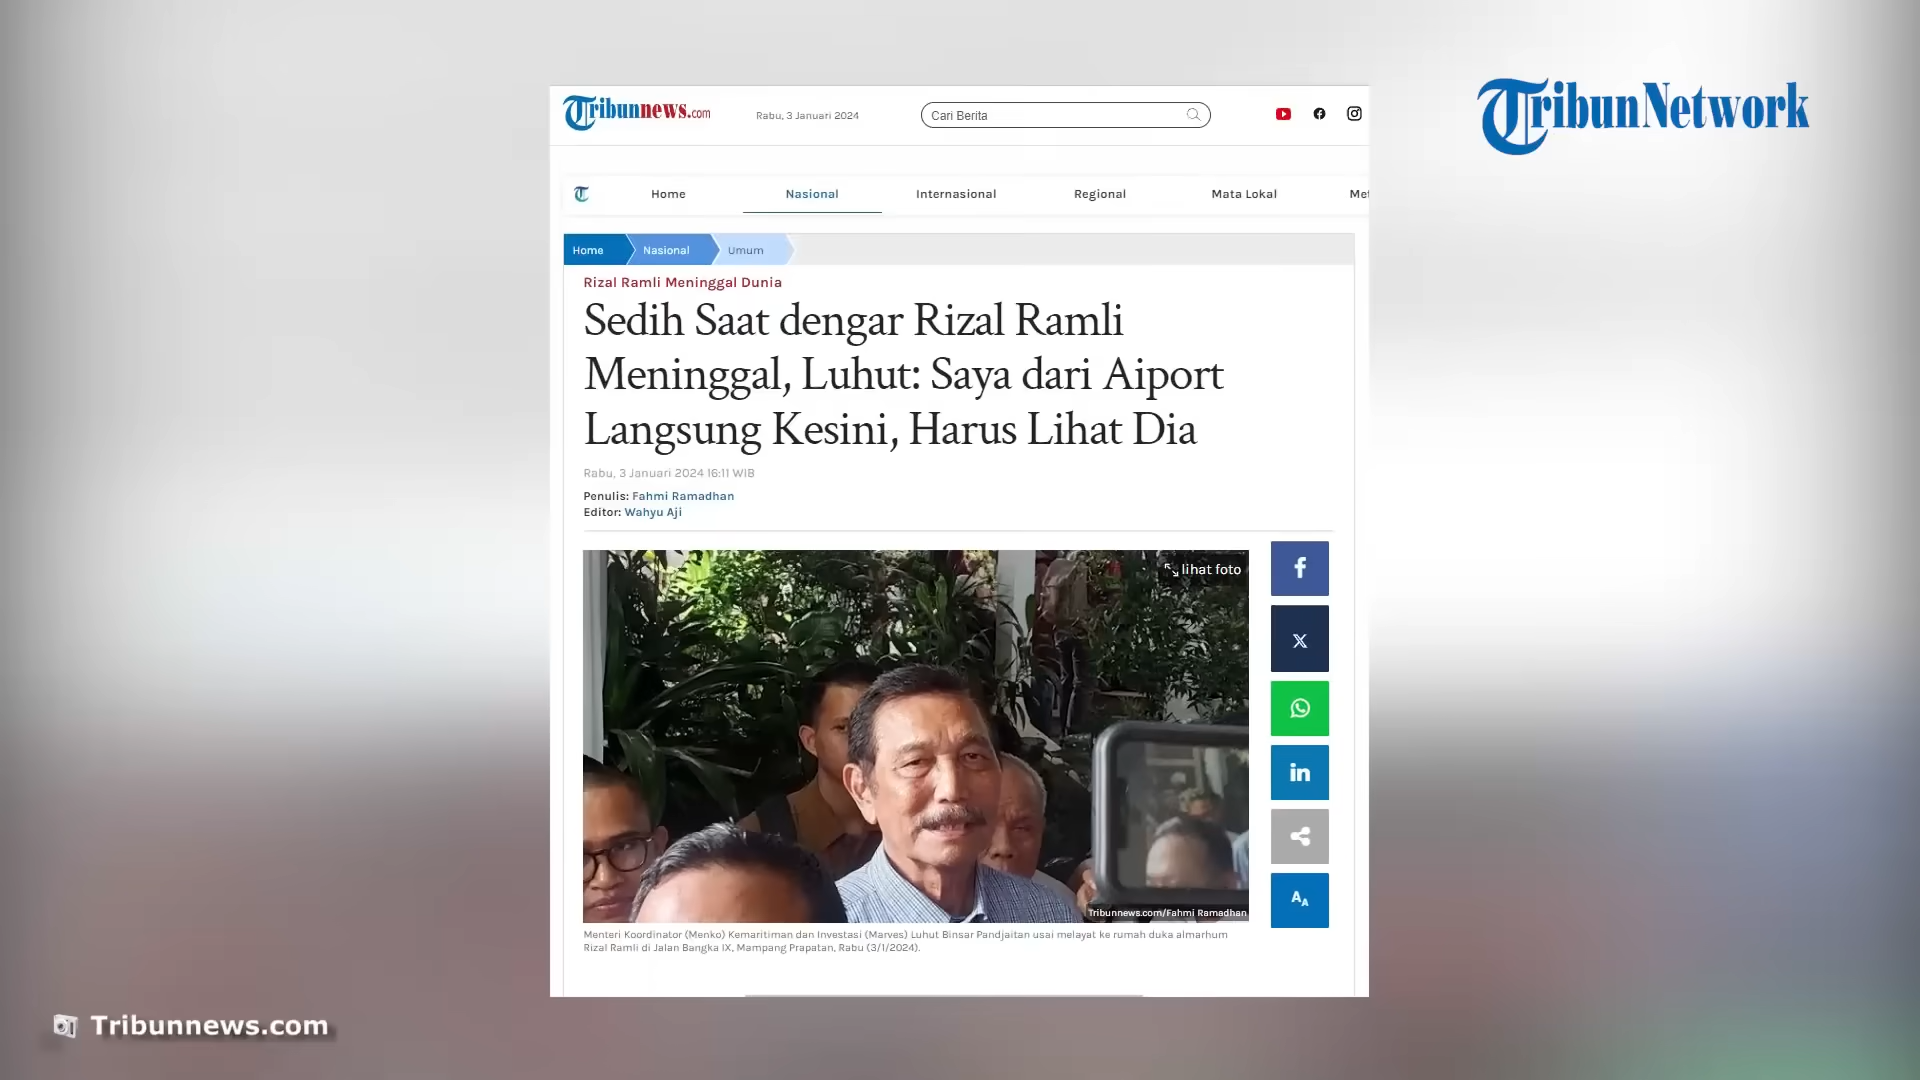 Tribunnews.com
Rabu, 3 Januari 2024
Cari Berita
TribunNetwork
Home
Nasional
Internasional
Regional
Mata Lokal
Home
Nasional
Umum
Rizal Ramli Meninggal Dunia
Sedih Saat dengar Rizal Ramli
Meninggal, Luhut: Saya dari Aiport
Langsung Kesini, Harus Lihat Dia
Rabu, 3 Januari 2024 16:11 WIB
Penulis: Fahmi Ramadhan
Editor: Wahyu Aji
lihat foto
Tribunnews.com/Fahmi Ramadhan
Menteri Koordinator (Menko) Kemaritiman dan Investasi (Marves) Luhut Binsar Pandjaitan usai melayat ke rumah duka almarhum
Rizal Ramli di Jalan Bangka IX, Mampang Prapatan, Rabu (3/1/2024).
Tribunnews.com